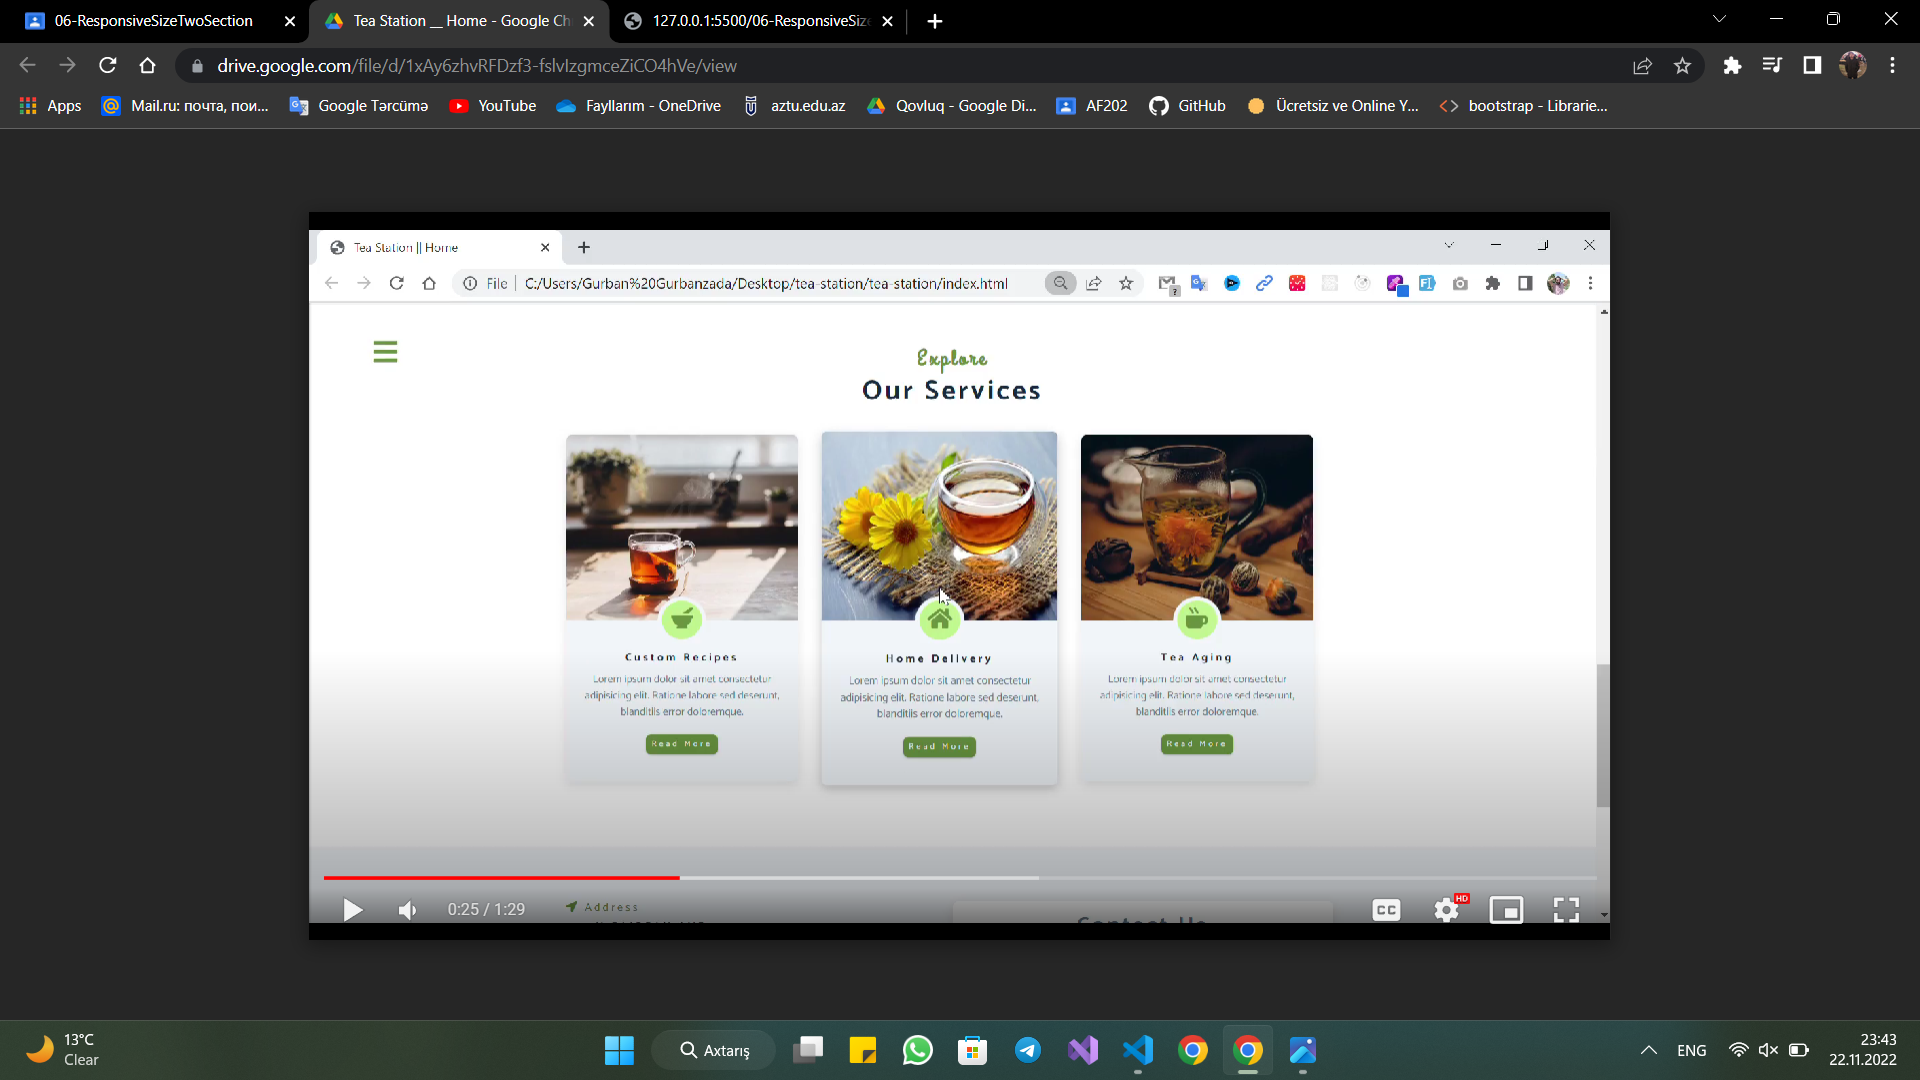 06-ResponsiveSizeTwoSection
Tea Station __ Home - Google Ch
127.0.0.1:5500/06-ResponsiveSize
drive.google.com/file/d/1xAy6zhvRFDzf3-fslvIzgmceZiCO4hVe/view
Apps
Mail.ru: почта, пои...
Google Tərcümə
YouTube
Fayllarım - OneDrive
aztu.edu.az
Qovluq - Google Di...
AF202
GitHub
Ücretsiz ve Online Y...
bootstrap - Librarie...
Tea Station || Home
File
C:/Users/Gurban%20Gurbanzada/Desktop/tea-station/tea-station/index.html
Explore
Our Services
Custom Recipes
Lorem ipsum dolor sit amet consectetur
adipisicing elit. Ratione labore sed deserunt,
blanditiis error doloremque.
Read More
Home Delivery
Lorem ipsum dolor sit amet consectetur
adipisicing elit. Ratione labore sed deserunt,
blanditiis error doloremque.
Read More
Tea Aging
Lorem ipsum dolor sit amet consectetur
adipisicing elit. Ratione labore sed deserunt,
blanditiis error doloremque.
Read More
0:25 / 1:29
Address
Contact Us
CC
HD
13°C
Clear
Axtarış
ENG
23:43
22.11.2022